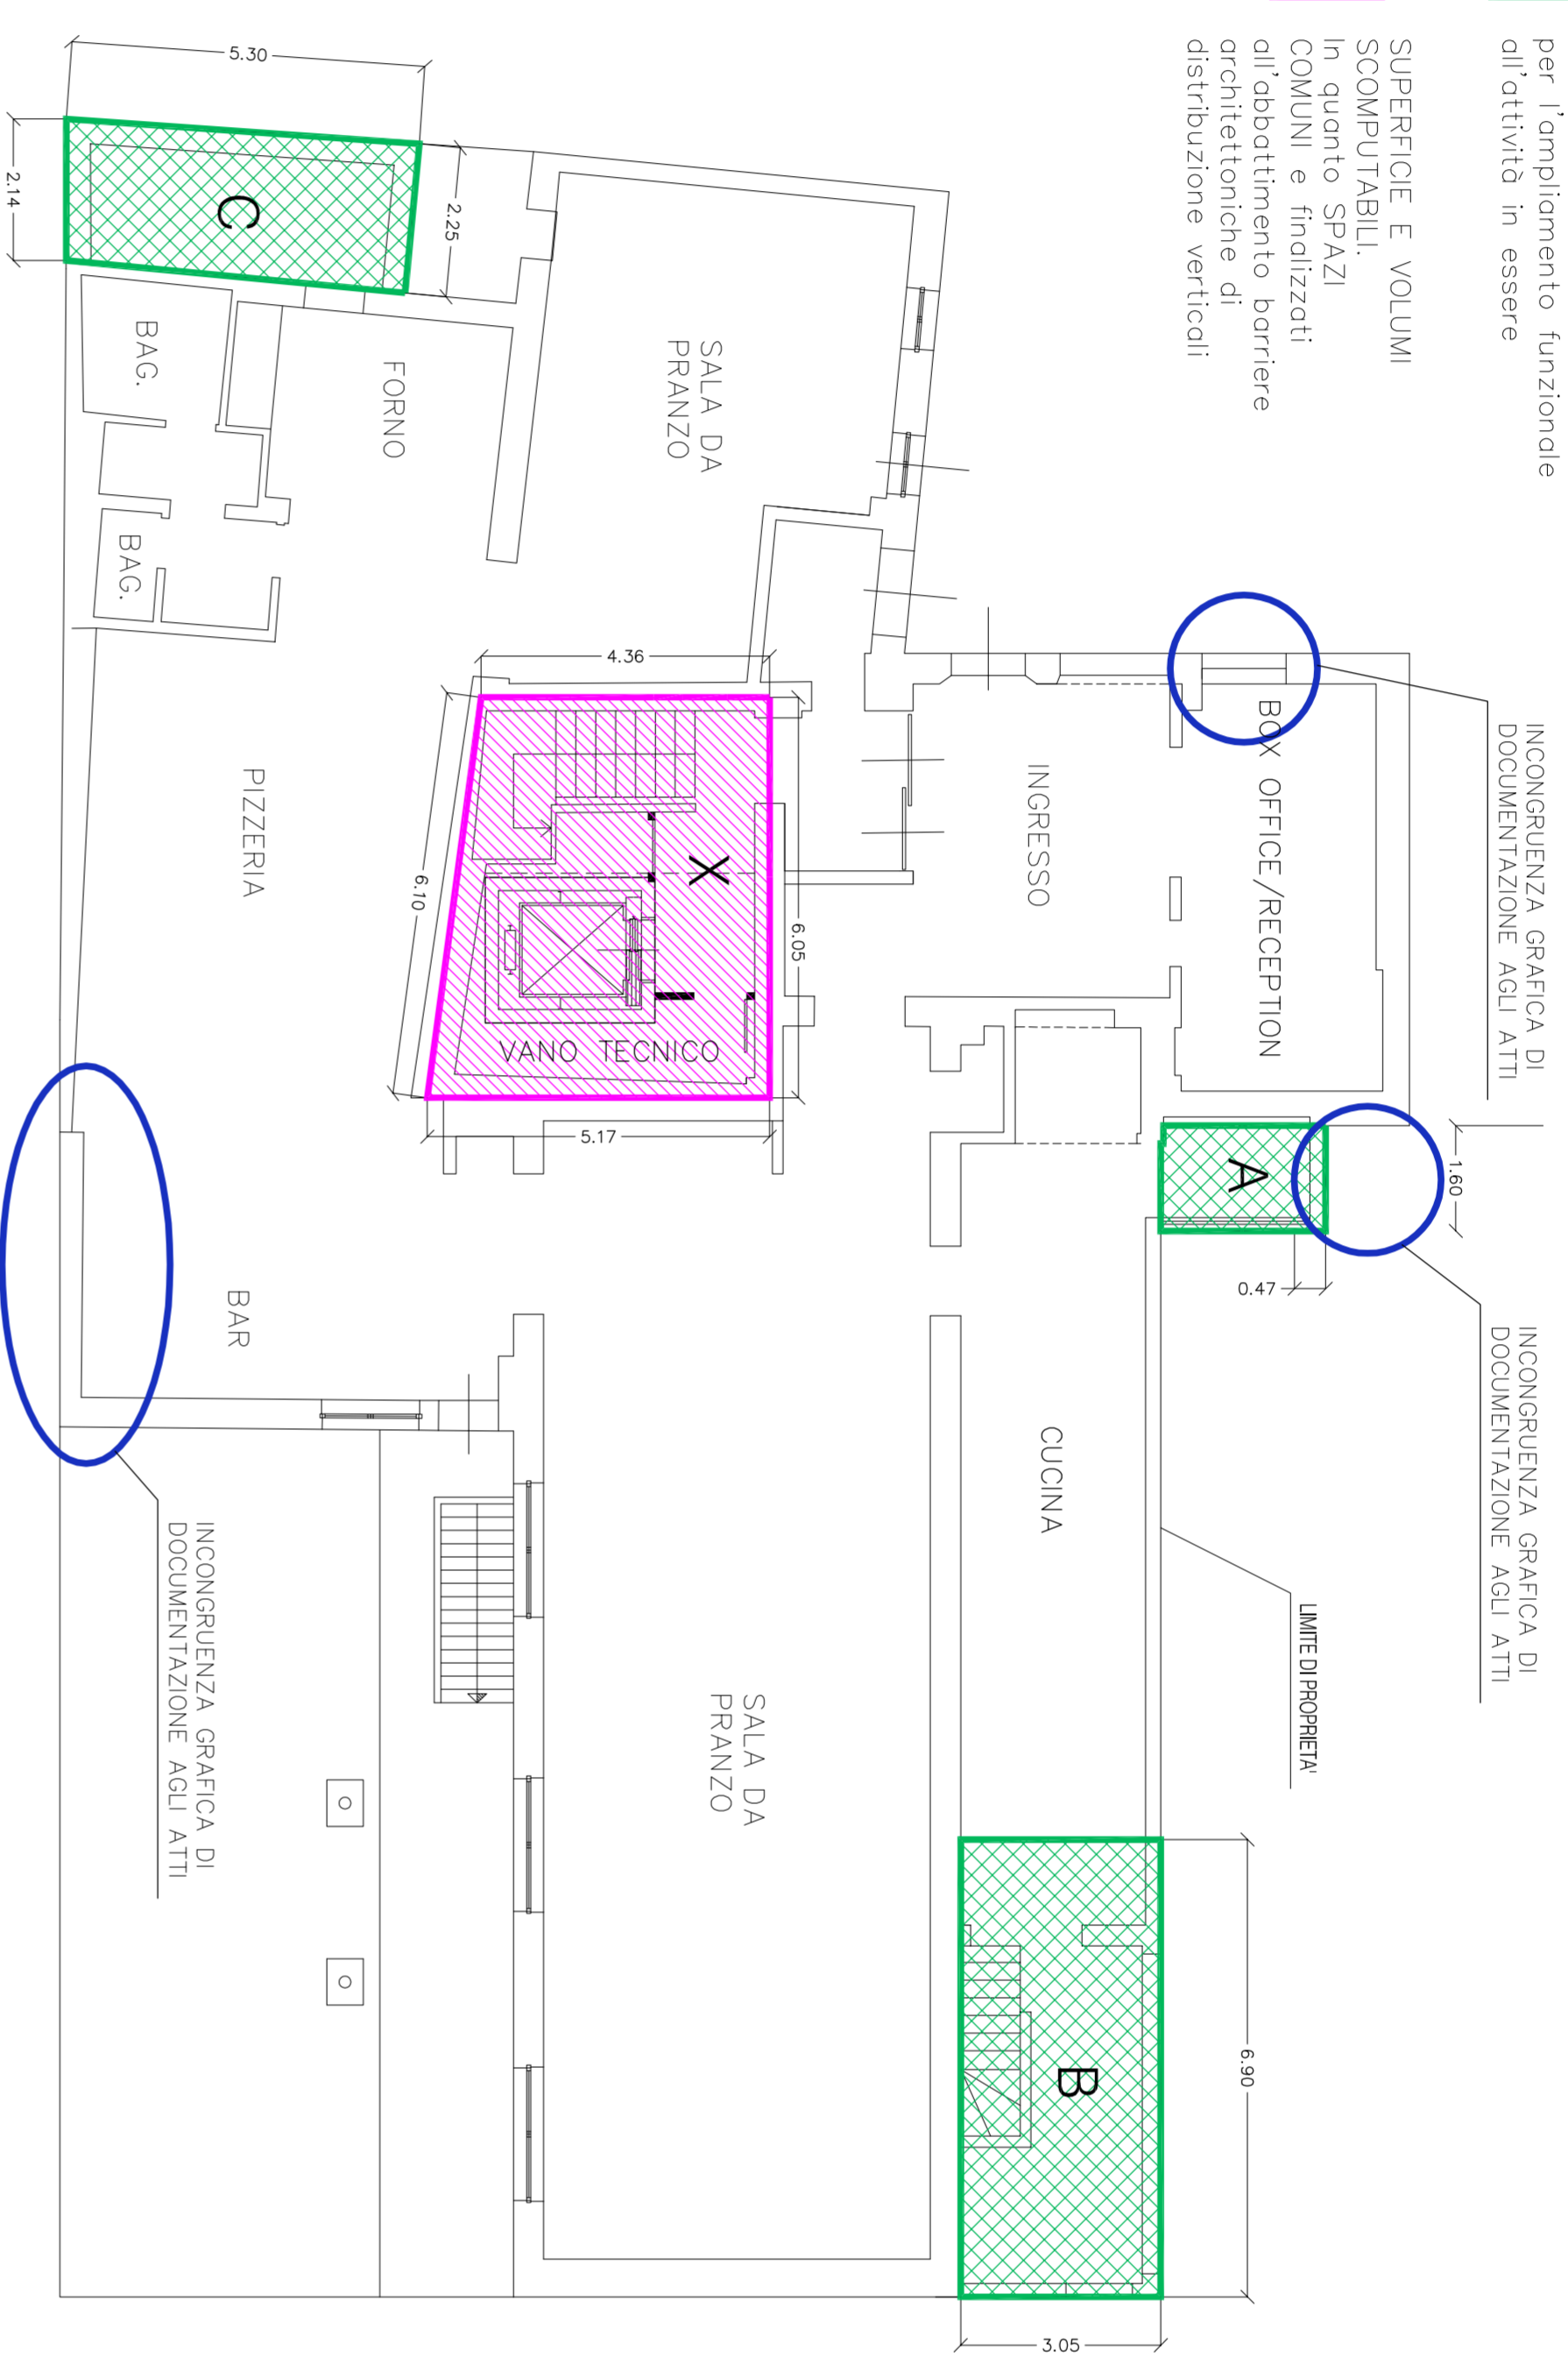 per l'ampliamento funzionale
all'attività in essere
SUPERFICIE E VOLUMI
SCOMPUTABILI.
In quanto SPAZI
COMUNI e finalizzati
all'abbattimento barriere
architettoniche di
distribuzione verticali
INCONGRUENZA GRAFICA DI
DOCUMENTAZIONE AGLI ATTI
INCONGRUENZA GRAFICA DI
DOCUMENTAZIONE AGLI ATTI
LIMITE DI PROPRIETA'
BOX OFFICE/RECEPTION
A
1.60
0.47
6.90
B
3.05
INGRESSO
CUCINA
SALA DA
PRANZO
SALA DA
PRANZO
4.36
6.05
X
VANO TECNICO
5.17
6.10
5.30
2.25
C
2.14
FORNO
BAG.
BAG.
PIZZERIA
BAR
INCONGRUENZA GRAFICA DI
DOCUMENTAZIONE AGLI ATTI